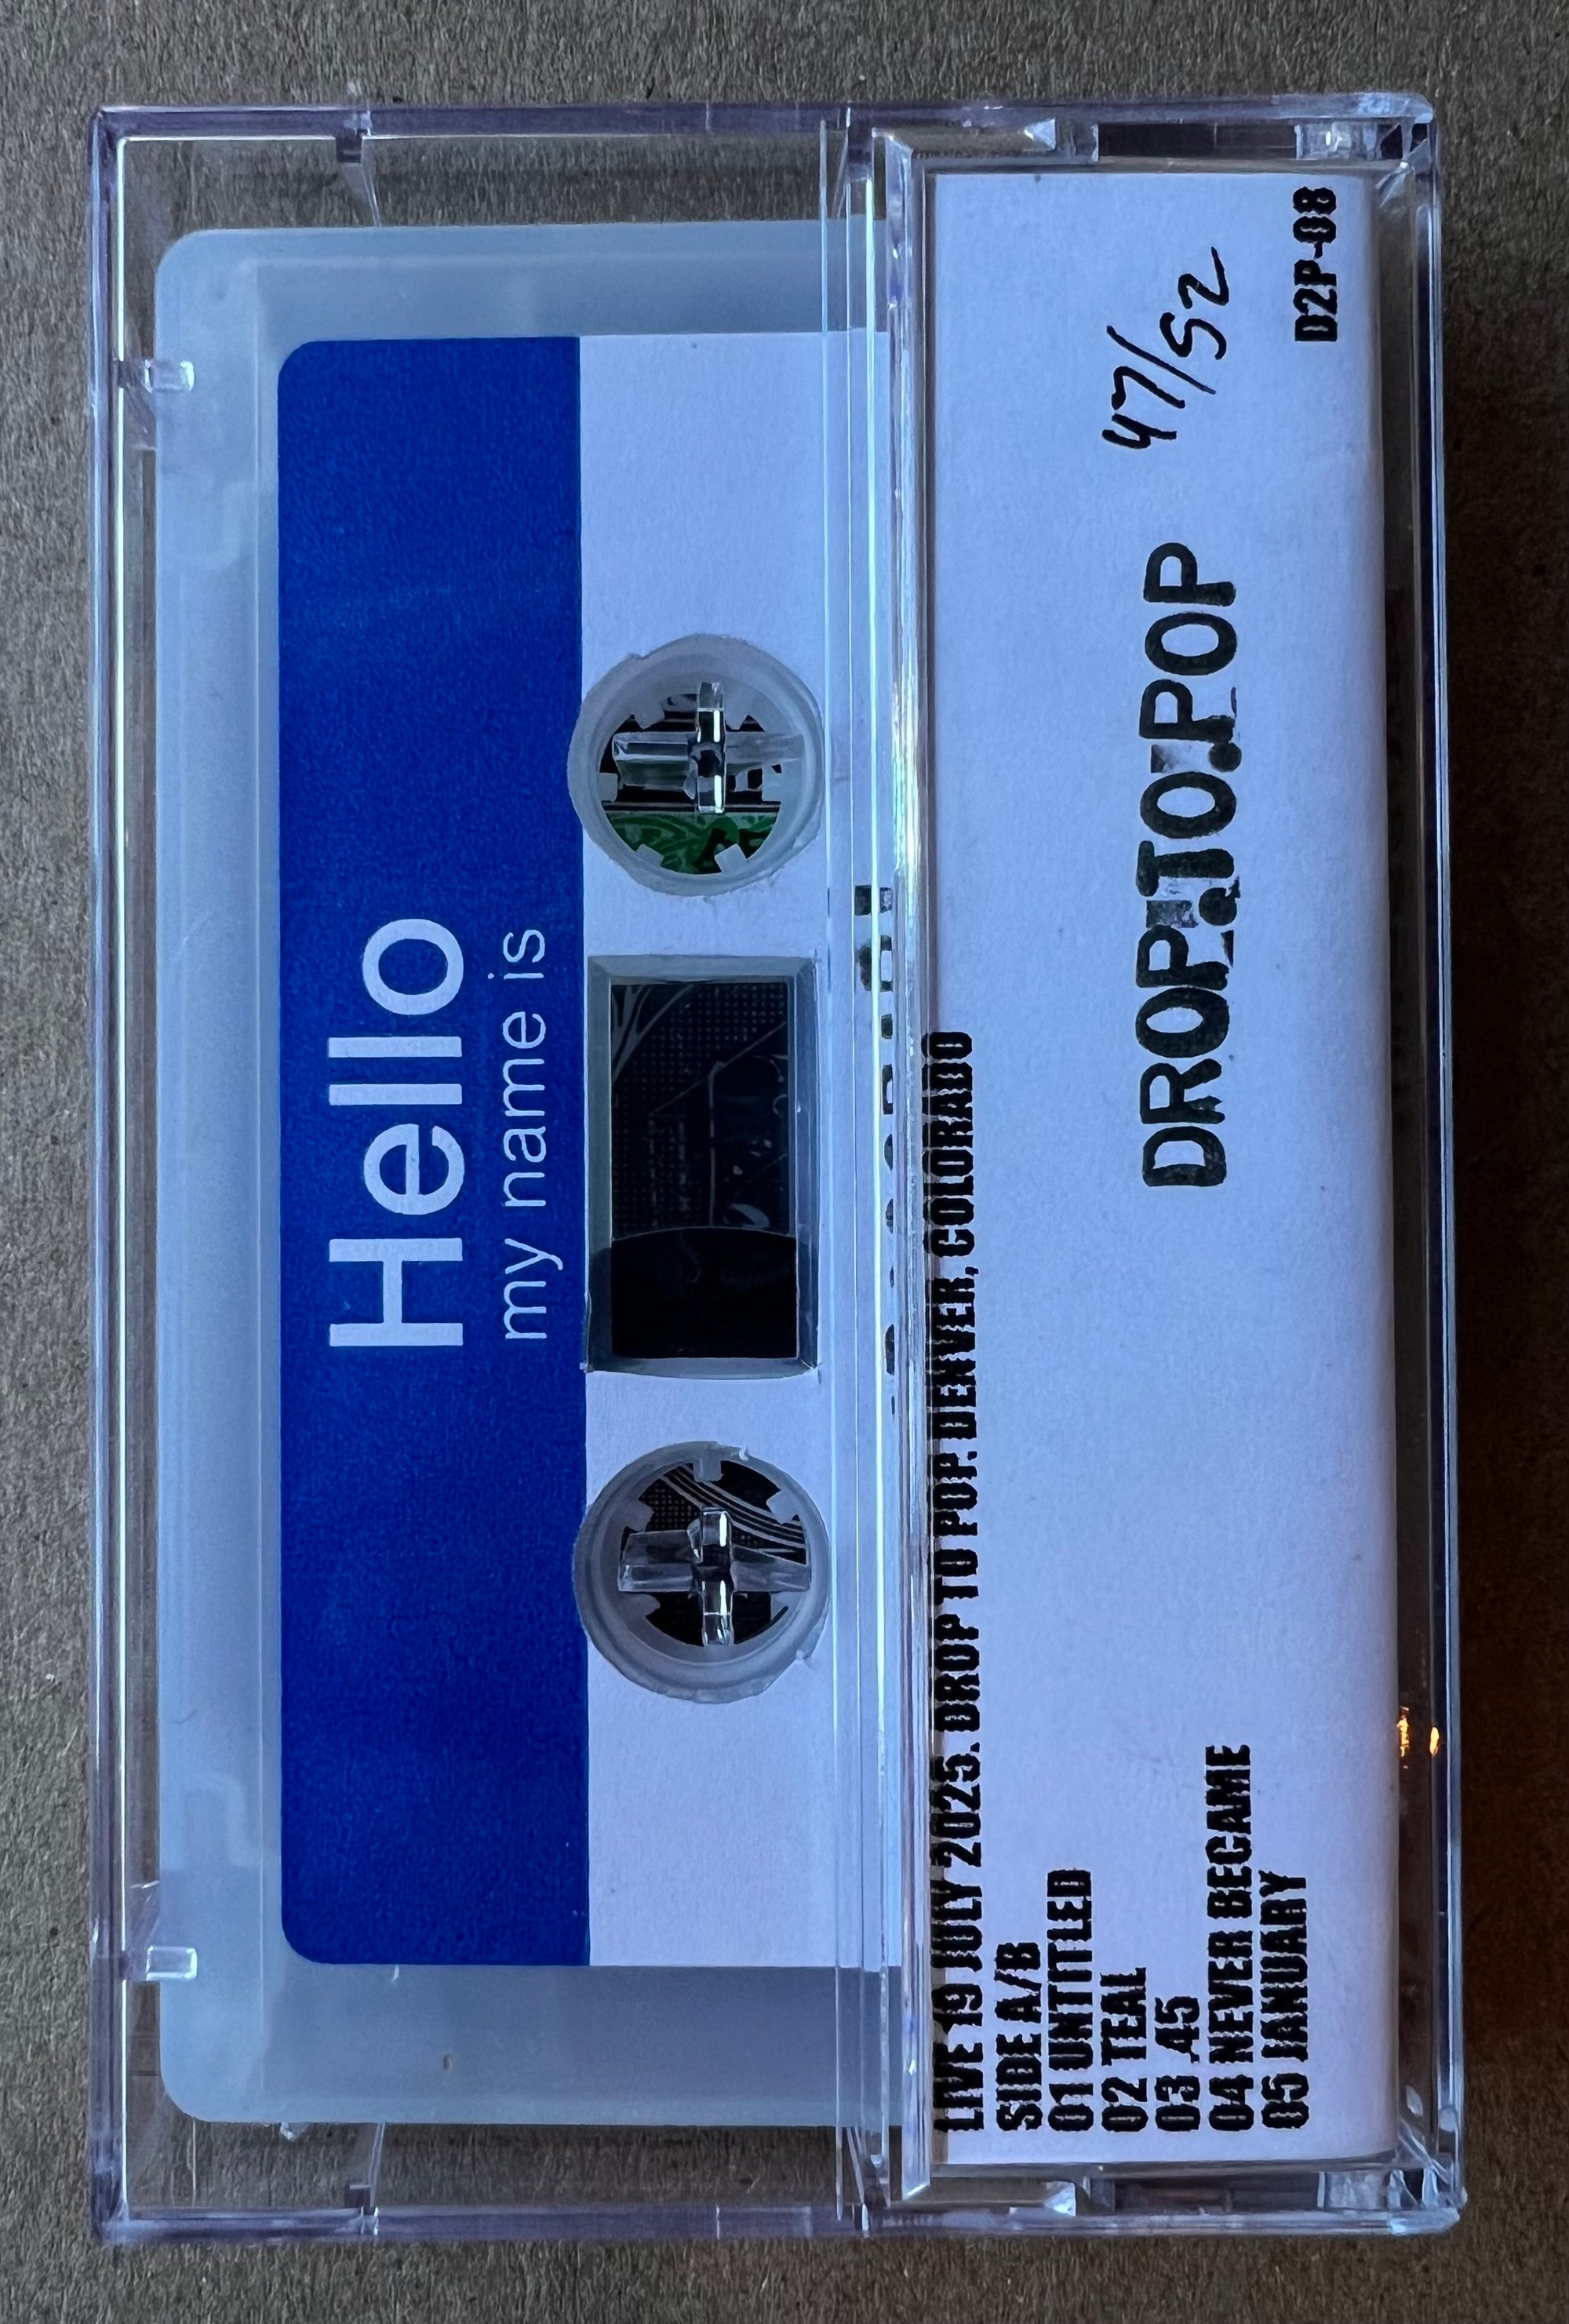 Hello
my name is
LIVE 19 JULY 2025. DROP TO POP. DENVER, COLORADO
SIDE A/B
01 UNTITLED
02 TEAL
03 .45
04 NEVER BECAME
05 JANUARY
DROP.TO.POP
47/52
D2P-08